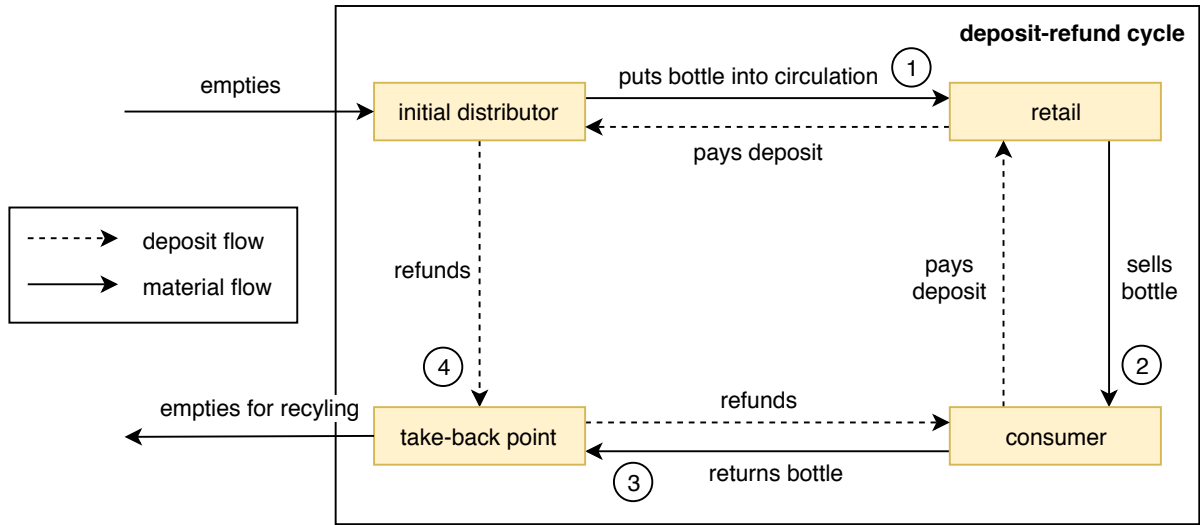 deposit-refund cycle
empties
puts bottle into circulation
1
initial distributor
retail
pays deposit
deposit flow
material flow
refunds
pays
deposit
sells
bottle
4
2
empties for recyling
refunds
take-back point
consumer
3
returns bottle